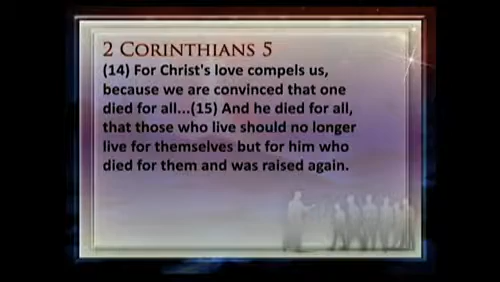 2 Corinthians 5
(14) For Christ's love compels us,
because we are convinced that one
died for all...(15) And he died for all,
that those who live should no longer
live for themselves but for him who
died for them and was raised again.